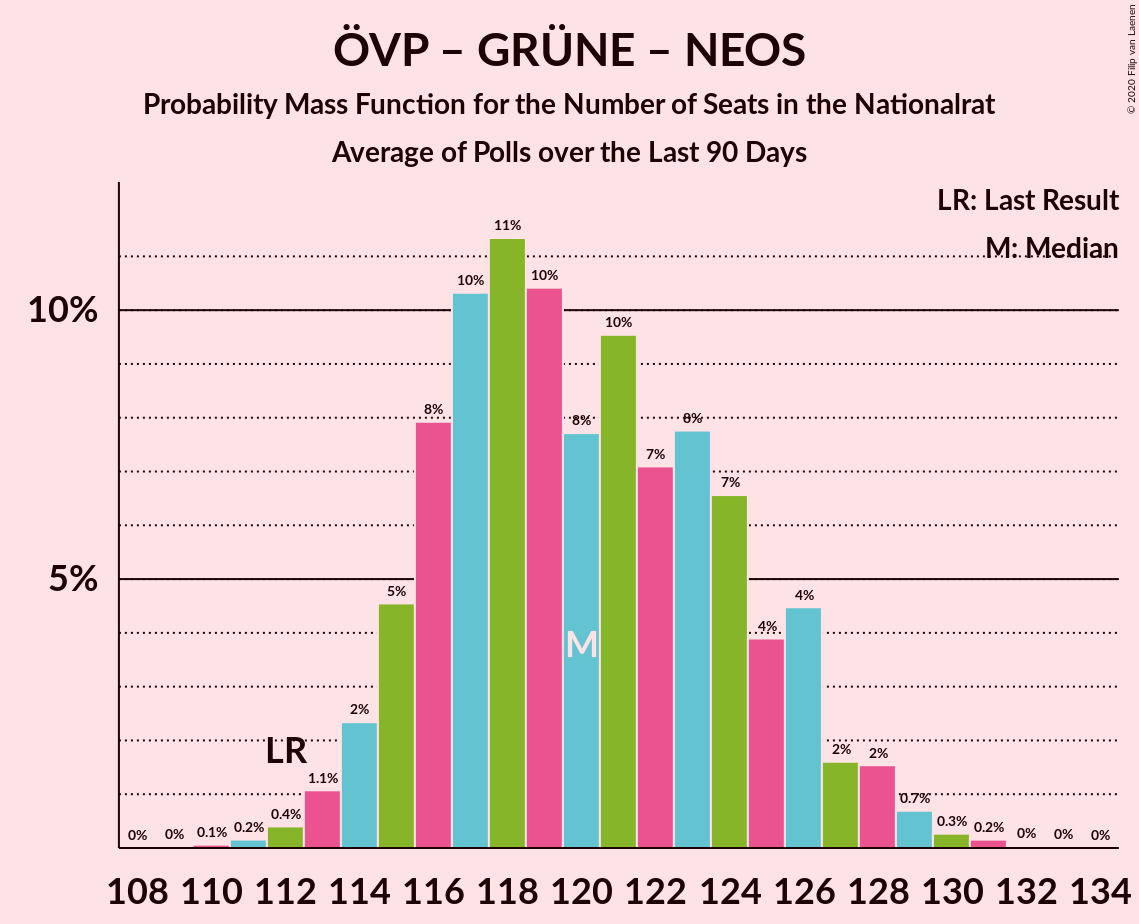 ÖVP – GRÜNE – NEOS
Probability Mass Function for the Number of Seats in the Nationalrat
Average of Polls over the Last 90 Days
© 2020 Filip van Laenen
LR: Last Result
M: Median
10%
5%
0% 0% 0.1% 0.2% 0.4% 1.1% 2% 5% 8% 10% 11% 10% 8% 10% 7% 8% 7% 4% 4% 2% 2% 0.7% 0.3% 0.2% 0% 0% 0%
LR
M
108 110 112 114 116 118 120 122 124 126 128 130 132 134